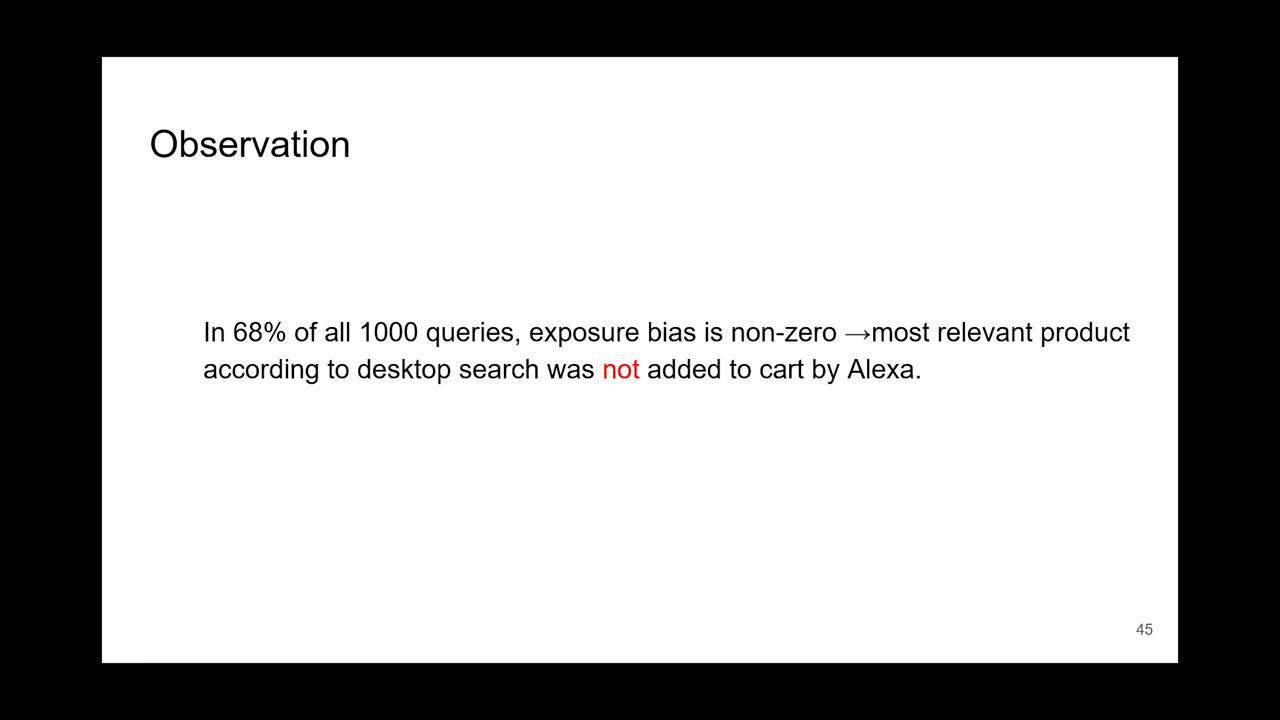 Observation
In 68% of all 1000 queries, exposure bias is non-zero →most relevant product
according to desktop search was not added to cart by Alexa.
45